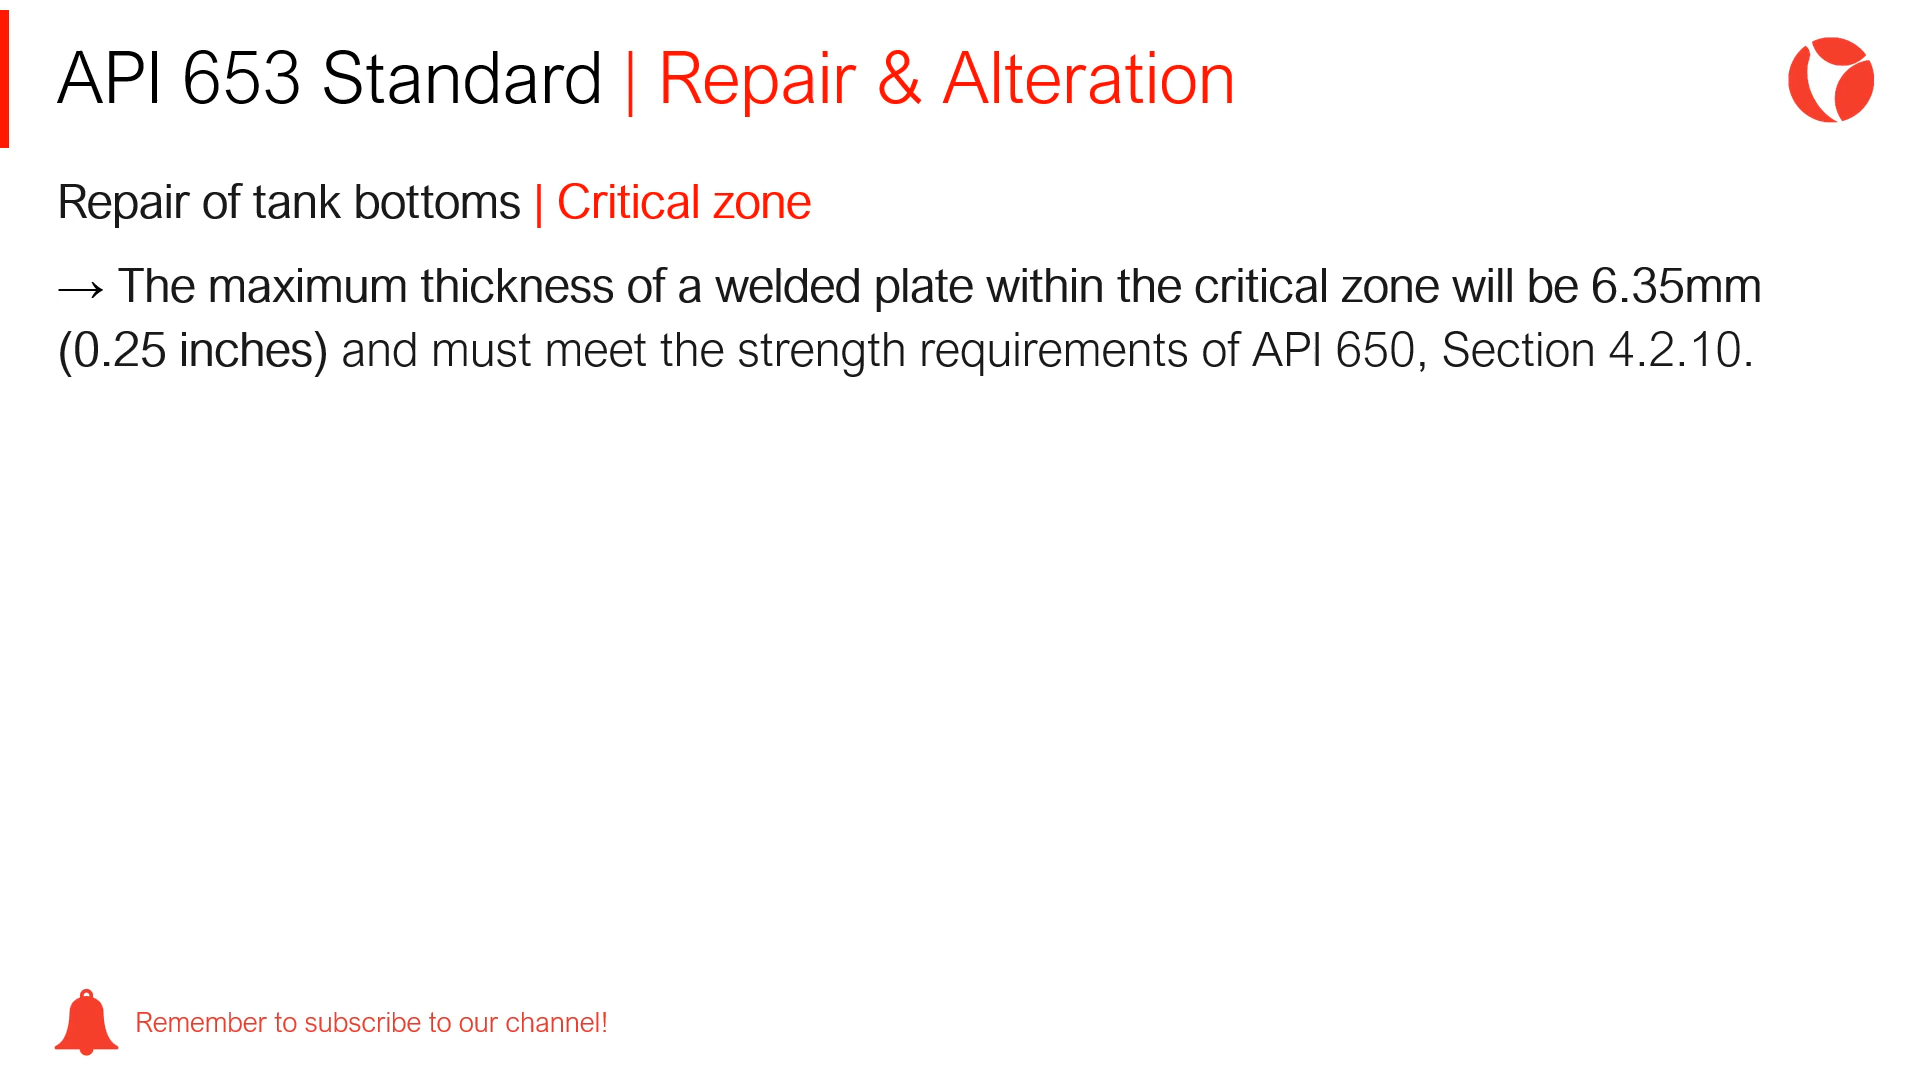 API 653 Standard | Repair & Alteration
Repair of tank bottoms | Critical zone
→ The maximum thickness of a welded plate within the critical zone will be 6.35mm
(0.25 inches) and must meet the strength requirements of API 650, Section 4.2.10.
Remember to subscribe to our channel!